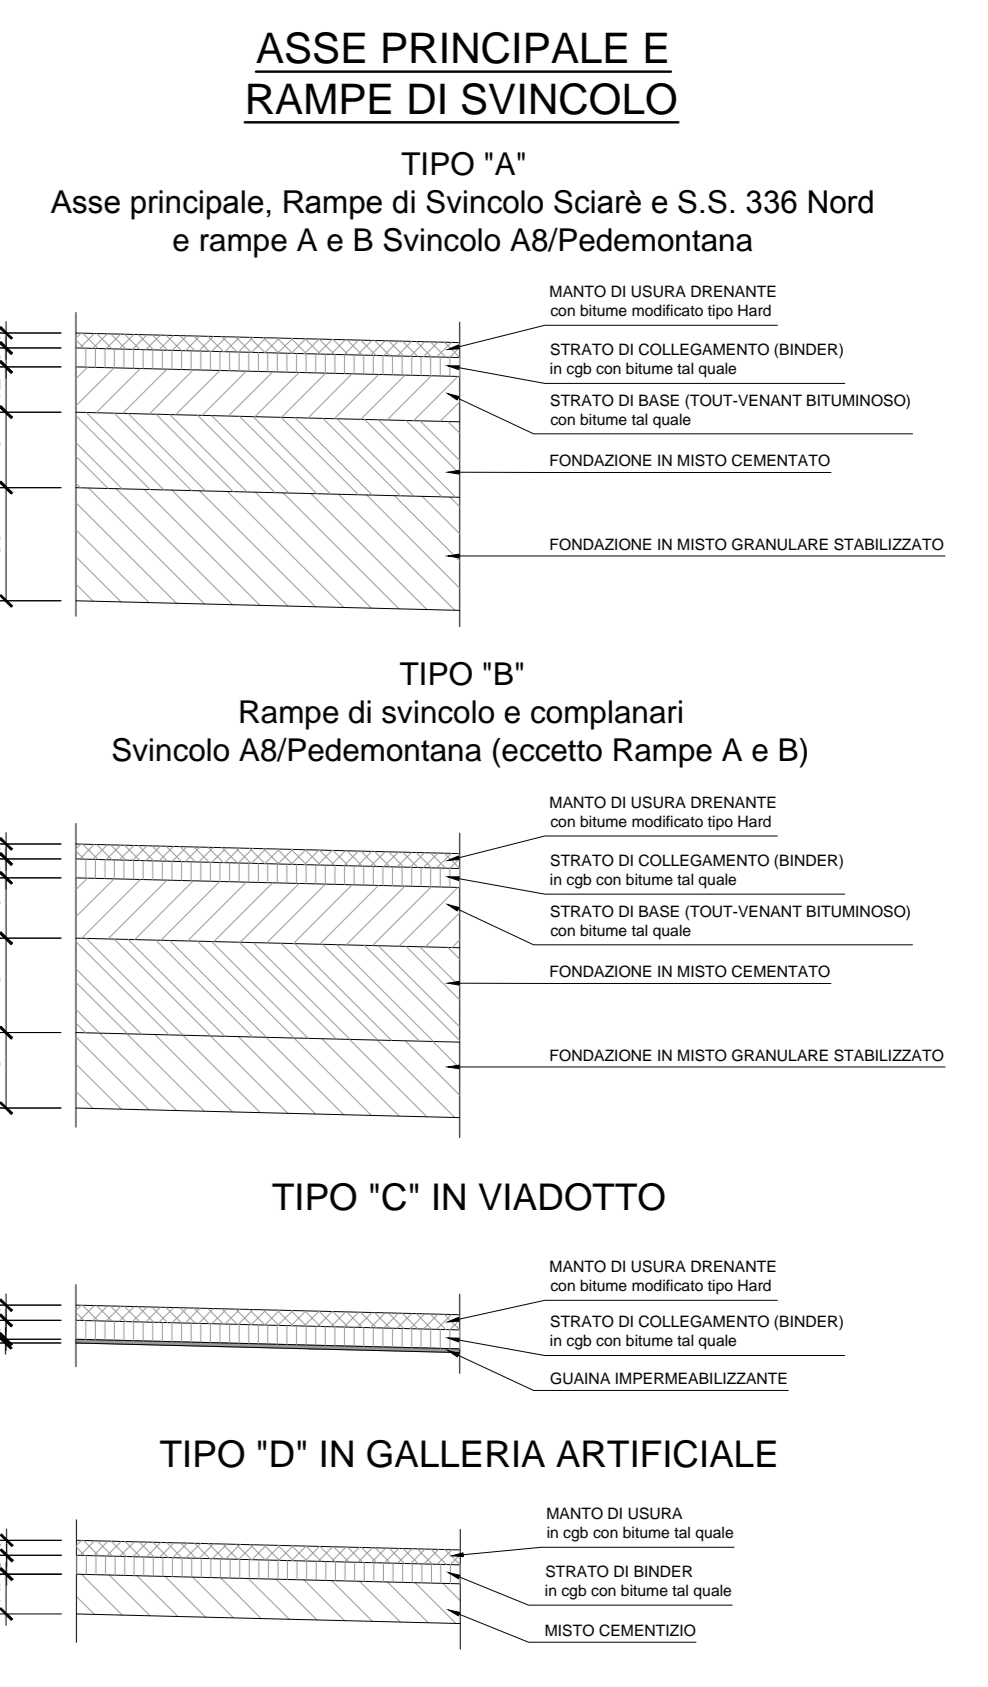 ASSE PRINCIPALE E
RAMPE DI SVINCOLO
TIPO "A"
Asse principale, Rampe di Svincolo Sciarè e S.S. 336 Nord
e rampe A e B Svincolo A8/Pedemontana
MANTO DI USURA DRENANTE
con bitume modificato tipo Hard
STRATO DI COLLEGAMENTO (BINDER)
in cgb con bitume tal quale
STRATO DI BASE (TOUT-VENANT BITUMINOSO)
con bitume tal quale
FONDAZIONE IN MISTO CEMENTATO
FONDAZIONE IN MISTO GRANULARE STABILIZZATO
TIPO "B"
Rampe di svincolo e complanari
Svincolo A8/Pedemontana (eccetto Rampe A e B)
MANTO DI USURA DRENANTE
con bitume modificato tipo Hard
STRATO DI COLLEGAMENTO (BINDER)
in cgb con bitume tal quale
STRATO DI BASE (TOUT-VENANT BITUMINOSO)
con bitume tal quale
FONDAZIONE IN MISTO CEMENTATO
FONDAZIONE IN MISTO GRANULARE STABILIZZATO
TIPO "C" IN VIADOTTO
MANTO DI USURA DRENANTE
con bitume modificato tipo Hard
STRATO DI COLLEGAMENTO (BINDER)
in cgb con bitume tal quale
GUAINA IMPERMEABILIZZANTE
TIPO "D" IN GALLERIA ARTIFICIALE
MANTO DI USURA
in cgb con bitume tal quale
STRATO DI BINDER
in cgb con bitume tal quale
MISTO CEMENTIZIO